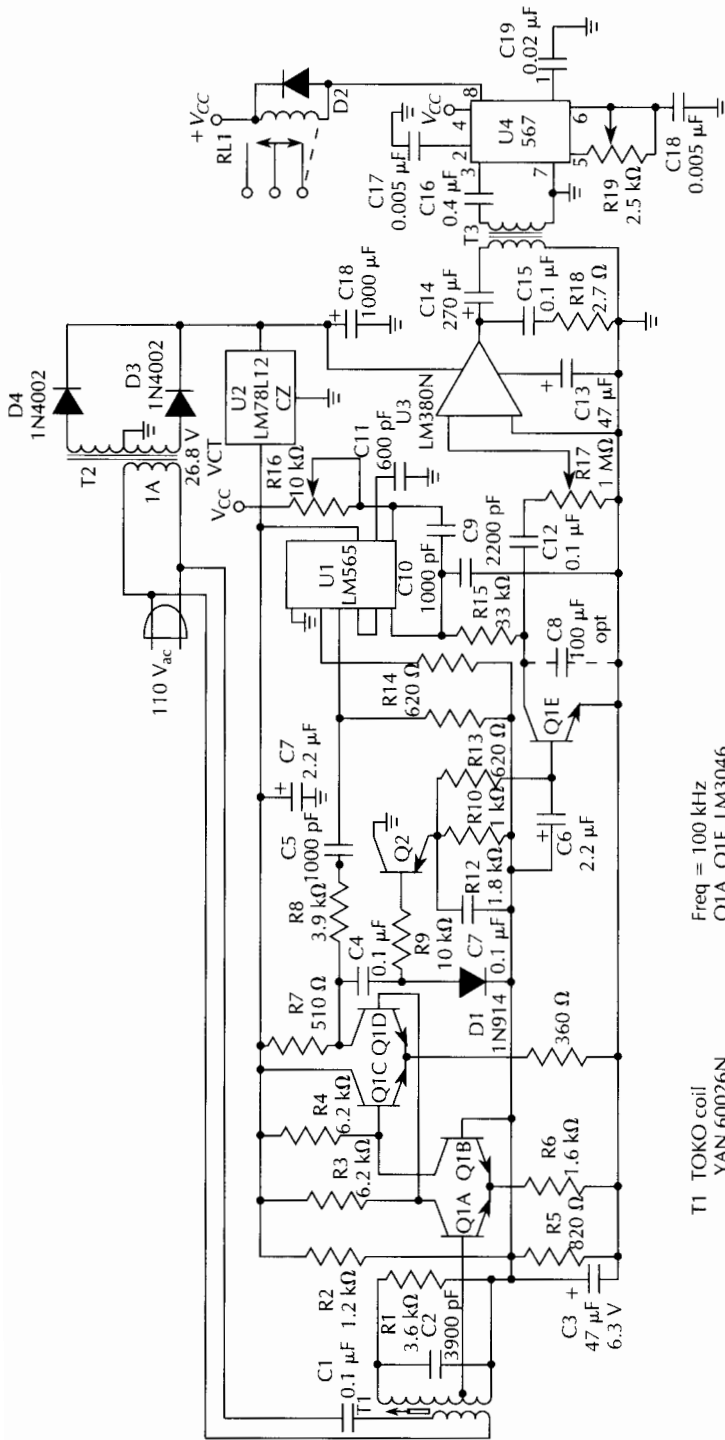 D4
1N4002
D3
1N4002
T2
1A
26.8 V
VCT
110 Vac
+ VCC
RL1
D2
U2
LM78L12
CZ
C18
1000 µF
VCC
R16
10 kΩ
C11
600 pF
U1
LM565
C10
1000 pF
C9
2200 pF
R15
33 kΩ
C12
0.1 µF
R17
1 MΩ
U3
LM380N
C13
47 µF
C14
270 µF
C15
0.1 µF
R18
2.7 Ω
T3
C16
0.4 µF
C17
0.005 µF
VCC
2
4
8
3
U4
567
1
7
5
6
C19
0.02 µF
R19
2.5 kΩ
C18
0.005 µF
C1
0.1 µF
T1
R1
3.6 kΩ
C2
3900 pF
C3
47 µF
6.3 V
R2
1.2 kΩ
R3
6.2 kΩ
R4
6.2 kΩ
Q1A
Q1B
Q1C
Q1D
R5
820 Ω
R6
1.6 kΩ
360 Ω
R7
510 Ω
R8
3.9 kΩ
C5
1000 pF
C4
0.1 µF
R9
10 kΩ
D1
1N914
C7
0.1 µF
C7
2.2 µF
Q2
R12
1.8 kΩ
R10
1 kΩ
R13
620 Ω
R14
620 Ω
C6
2.2 µF
Q1E
C8
100 µF
opt
T1 TOKO coil
YAN 60026N
Freq = 100 kHz
Q1A Q1E LM3046